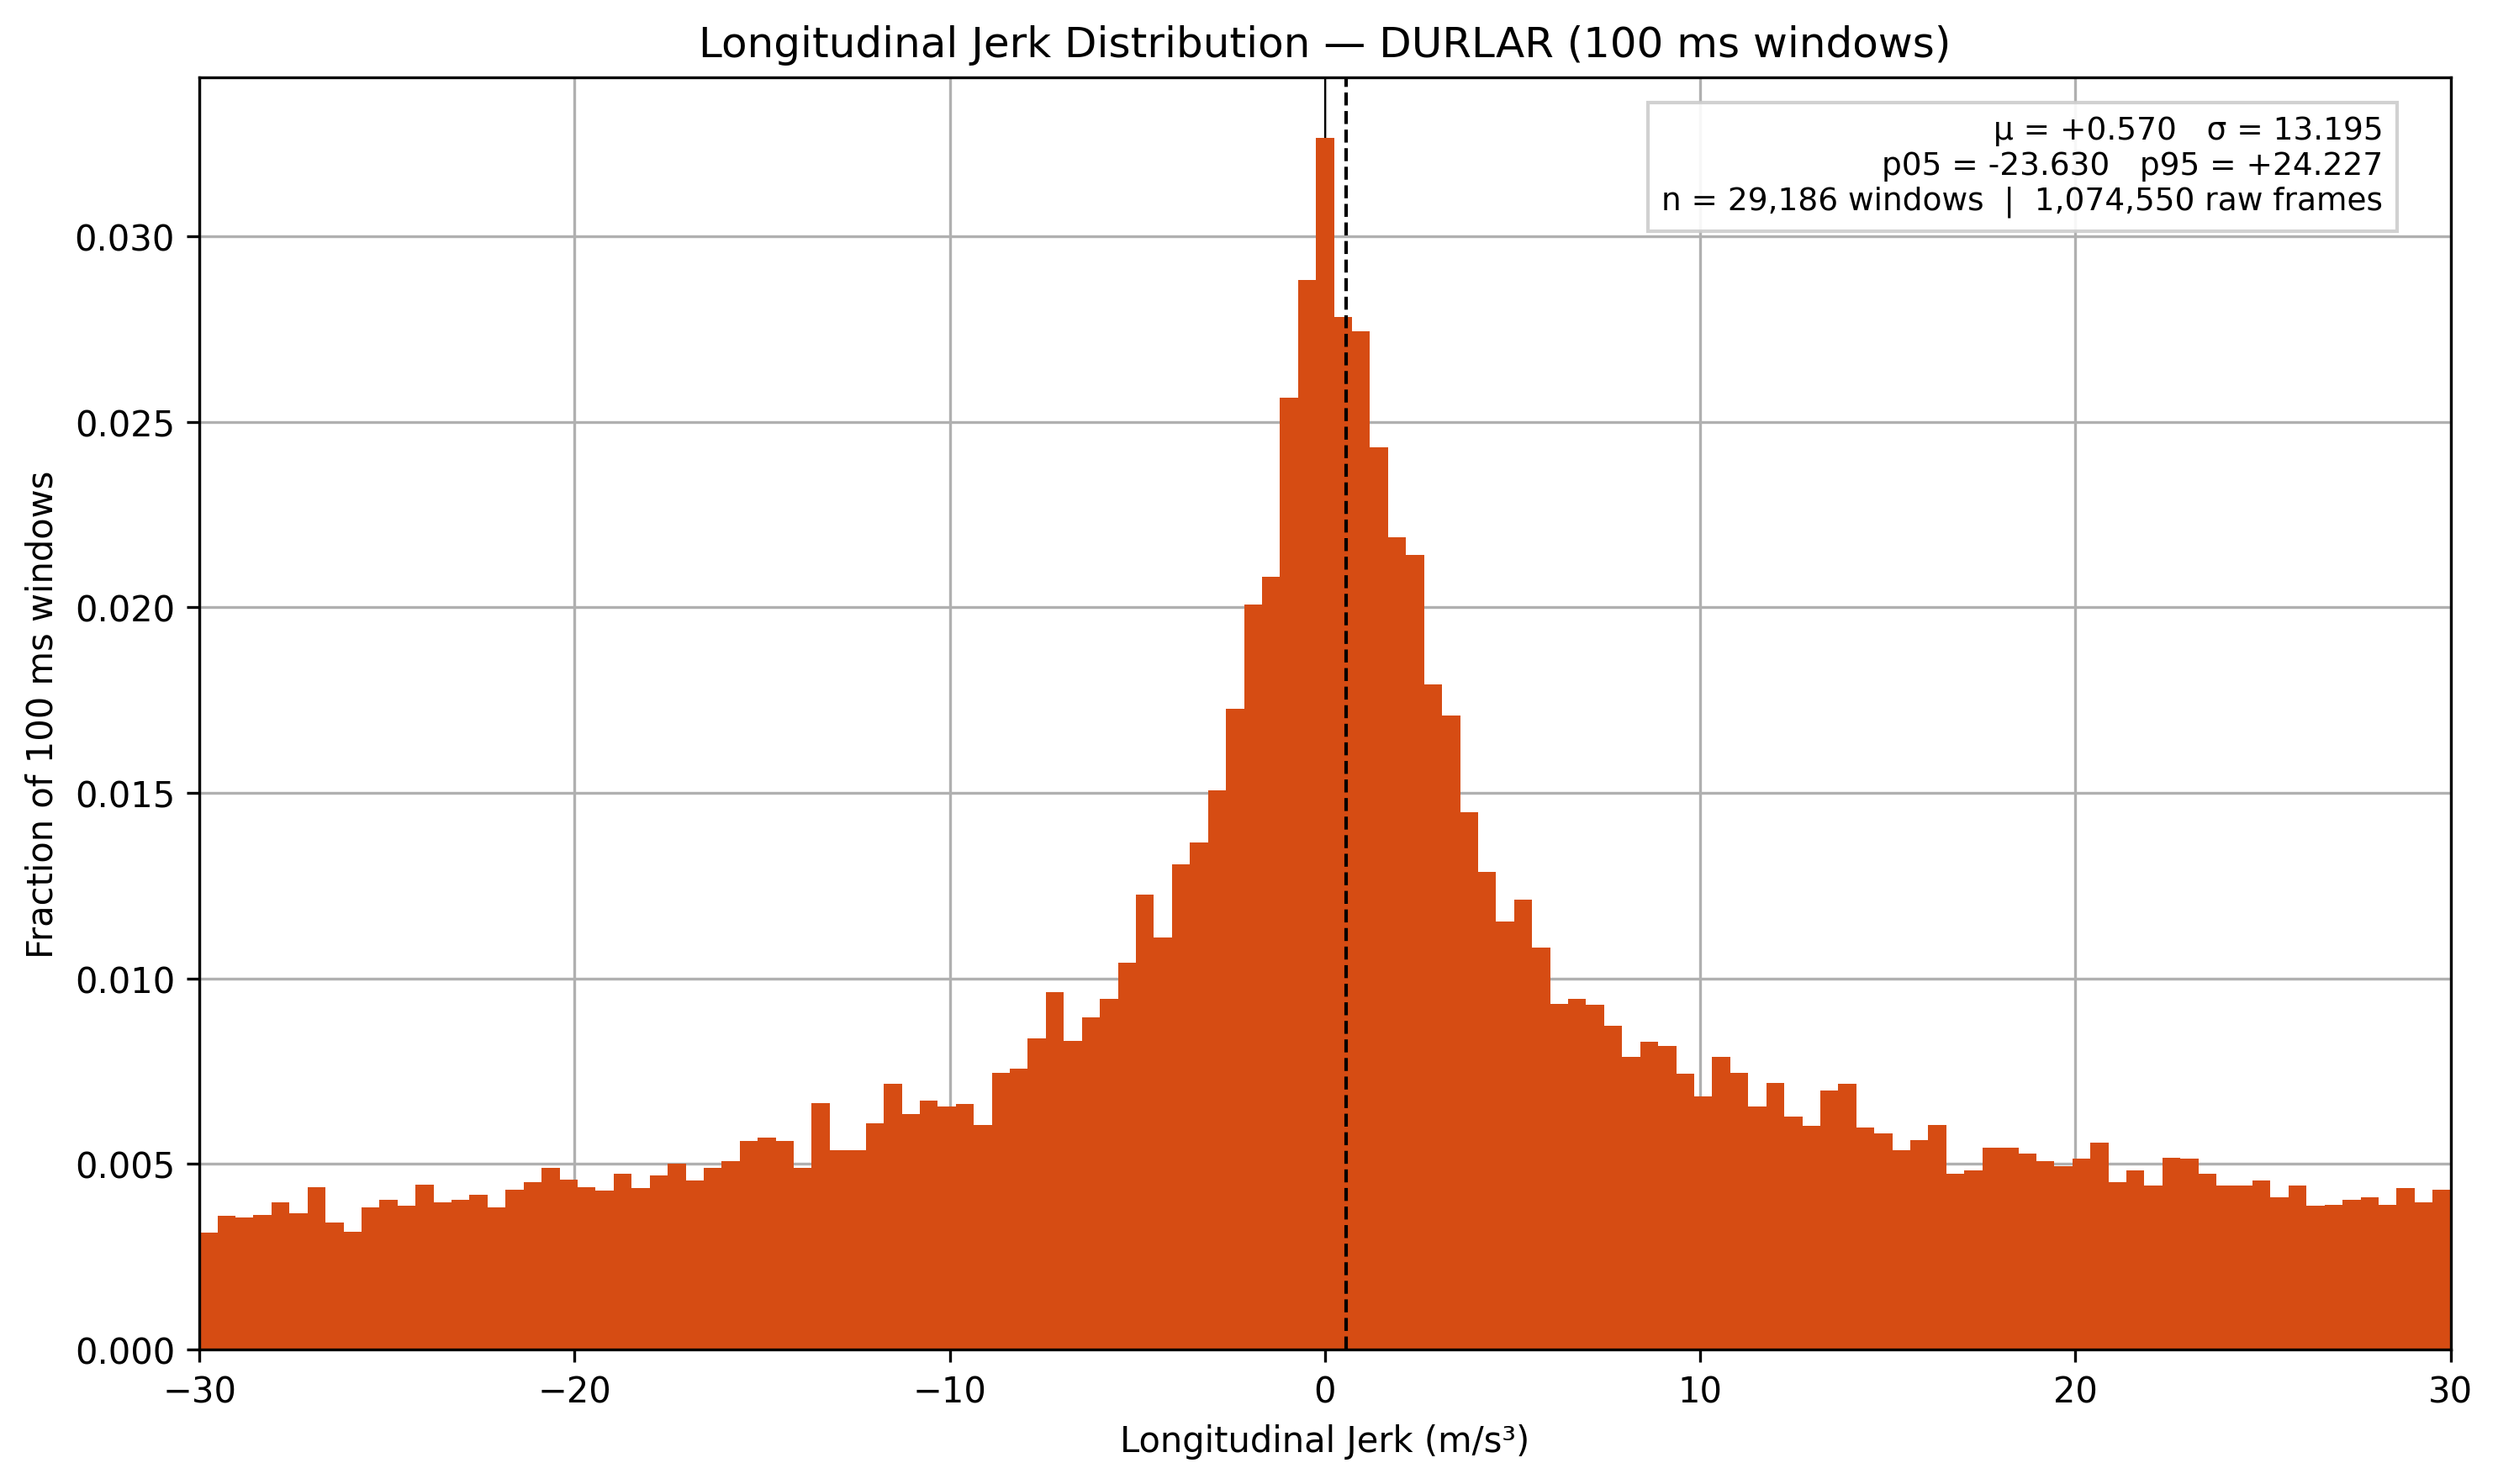 Longitudinal Jerk Distribution — DURLAR (100 ms windows)
μ = +0.570   σ = 13.195
p05 = -23.630   p95 = +24.227
n = 29,186 windows  |  1,074,550 raw frames
Fraction of 100 ms windows
0.030
0.025
0.020
0.015
0.010
0.005
0.000
−30
−20
−10
0
10
20
30
Longitudinal Jerk (m/s³)